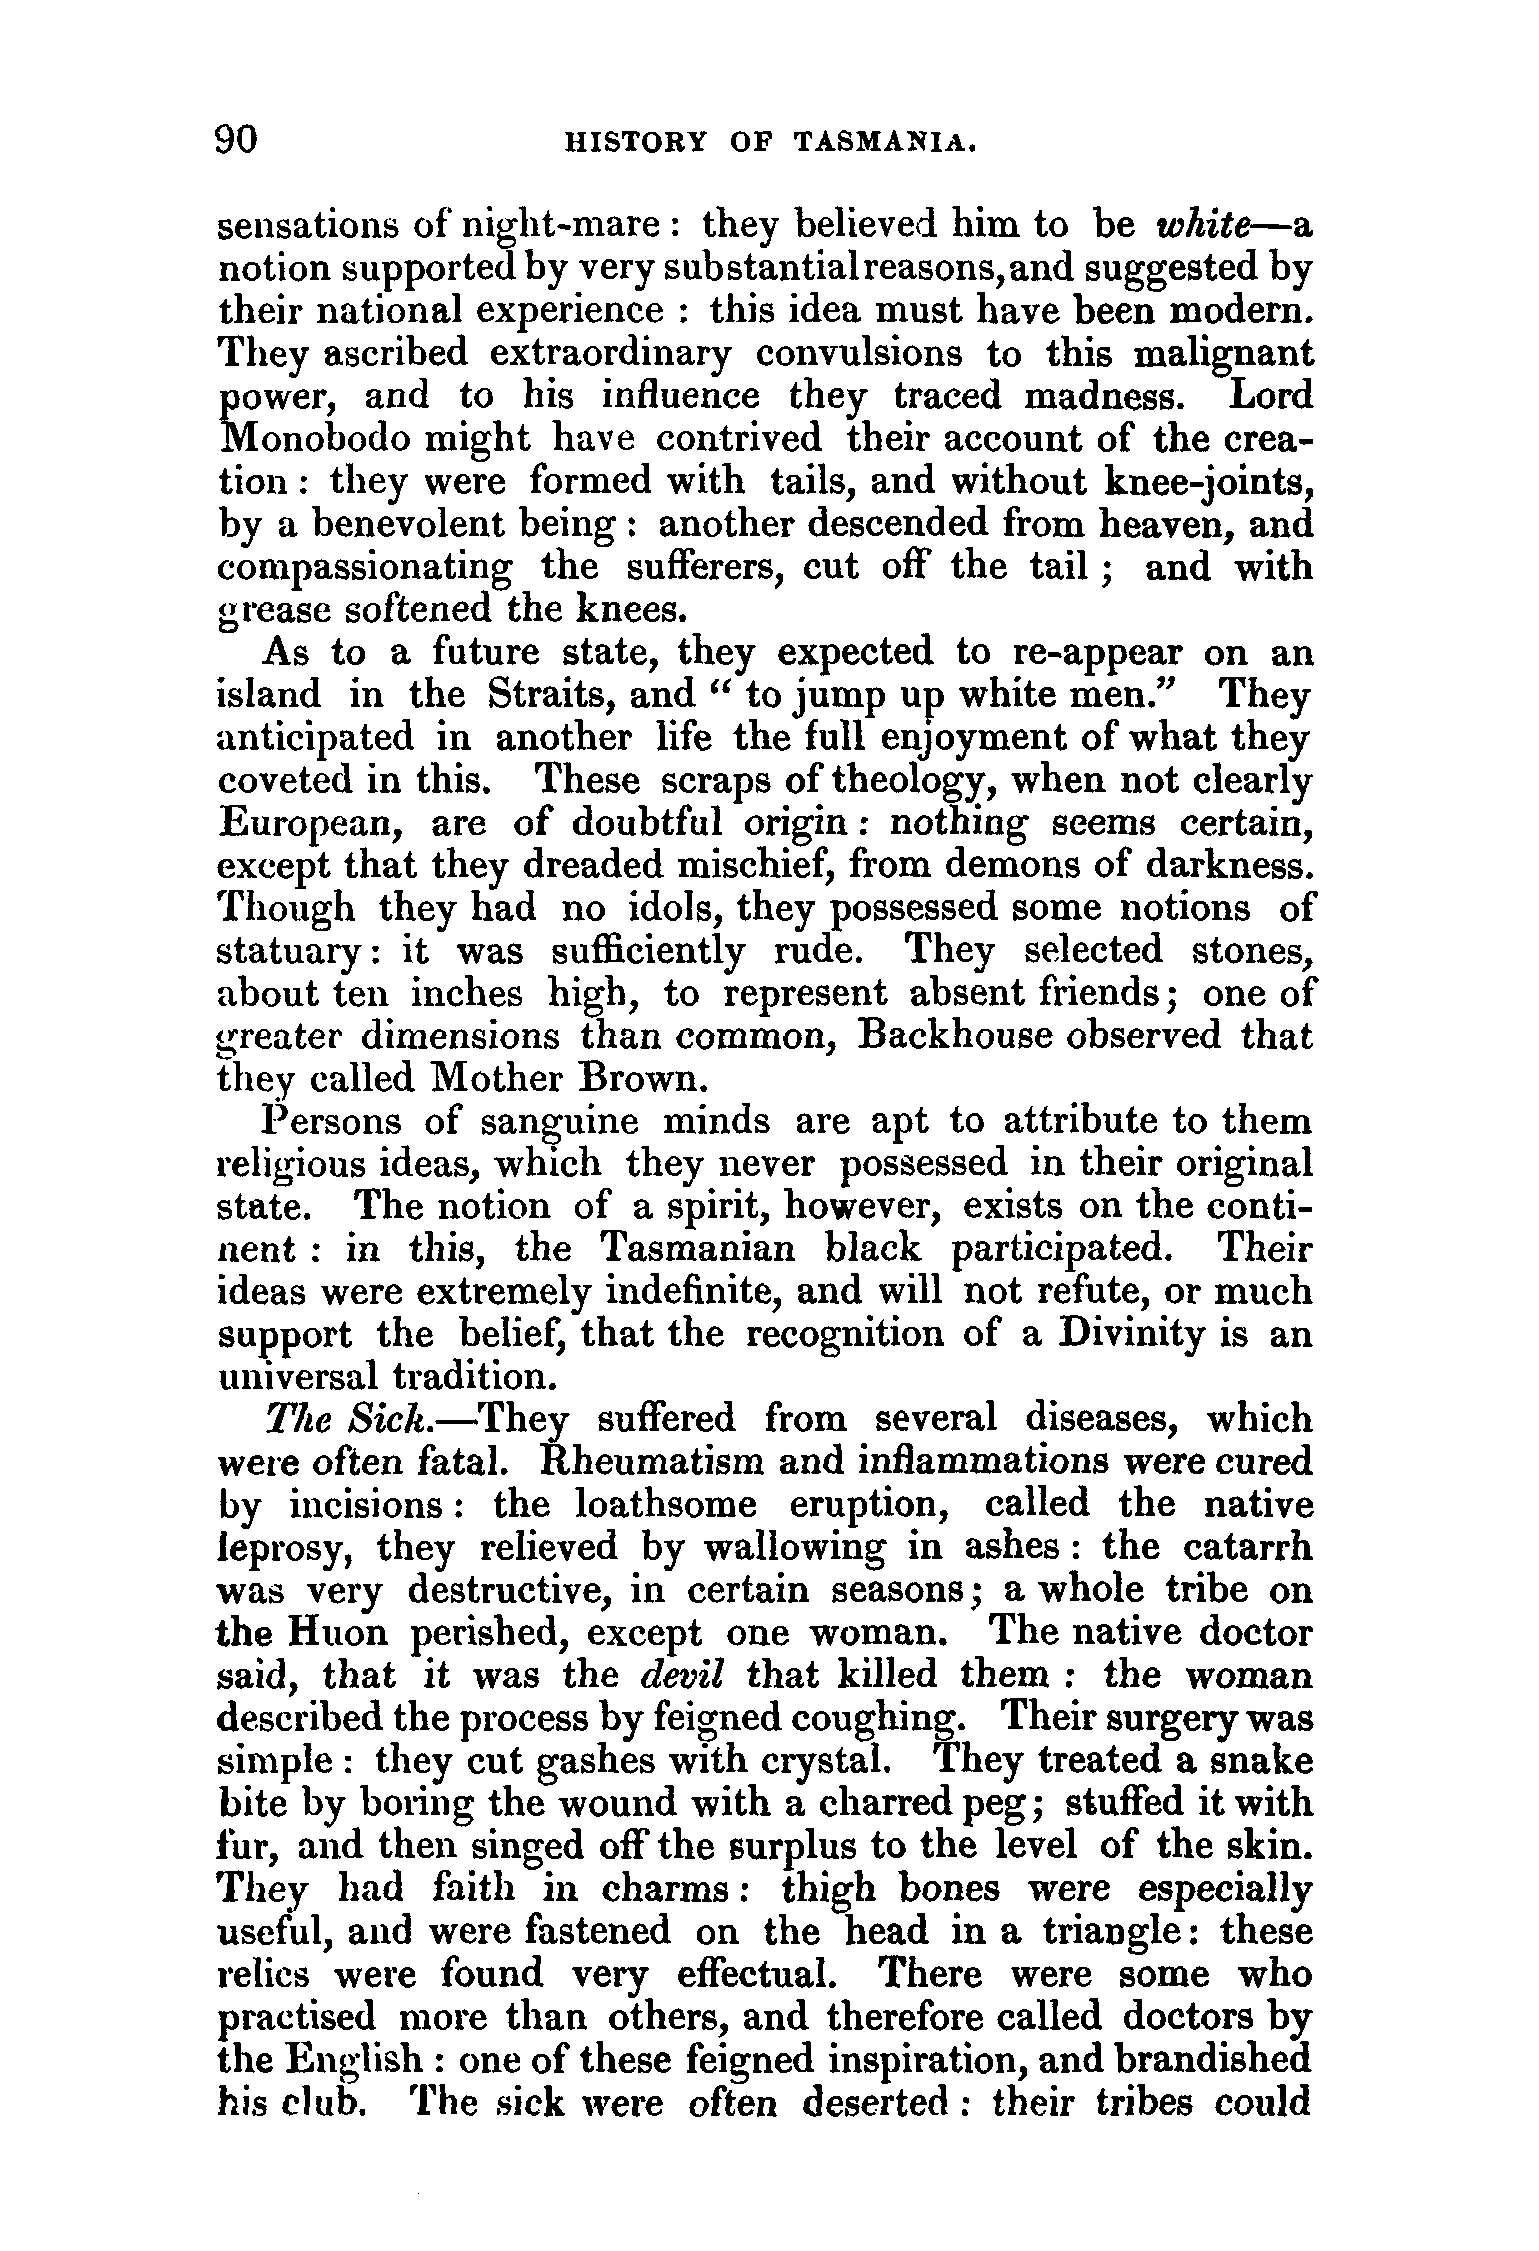 90 HISTORY OF TASMANIA.
sensations of night-mare : they believed him to be white—a
notion supported by very substantial reasons, and suggested by
their national experience : this idea must have been modern.
They ascribed extraordinary convulsions to this malignant
power, and to his influence they traced madness. Lord
Monobodo might have contrived their account of the crea-
tion : they were formed with tails, and without knee-joints,
by a benevolent being : another descended from heaven, and
compassionating the sufferers, cut off the tail ; and with
grease softened the knees.
As to a future state, they expected to re-appear on an
island in the Straits, and “ to jump up white men.” They
anticipated in another life the full enjoyment of what they
coveted in this. These scraps of theology, when not clearly
European, are of doubtful origin : nothing seems certain,
except that they dreaded mischief, from demons of darkness.
Though they had no idols, they possessed some notions of
statuary : it was sufficiently rude. They selected stones,
about ten inches high, to represent absent friends ; one of
greater dimensions than common, Backhouse observed that
they called Mother Brown.
Persons of sanguine minds are apt to attribute to them
religious ideas, which they never possessed in their original
state. The notion of a spirit, however, exists on the conti-
nent : in this, the Tasmanian black participated. Their
ideas were extremely indefinite, and will not refute, or much
support the belief, that the recognition of a Divinity is an
universal tradition.
The Sick.—They suffered from several diseases, which
were often fatal. Rheumatism and inflammations were cured
by incisions : the loathsome eruption, called the native
leprosy, they relieved by wallowing in ashes : the catarrh
was very destructive, in certain seasons ; a whole tribe on
the Huon perished, except one woman. The native doctor
said, that it was the devil that killed them : the woman
described the process by feigned coughing. Their surgery was
simple : they cut gashes with crystal. They treated a snake
bite by boring the wound with a charred peg ; stuffed it with
fur, and then singed off the surplus to the level of the skin.
They had faith in charms : thigh bones were especially
useful, and were fastened on the head in a triangle : these
relics were found very effectual. There were some who
practised more than others, and therefore called doctors by
the English : one of these feigned inspiration, and brandished
his club. The sick were often deserted : their tribes could